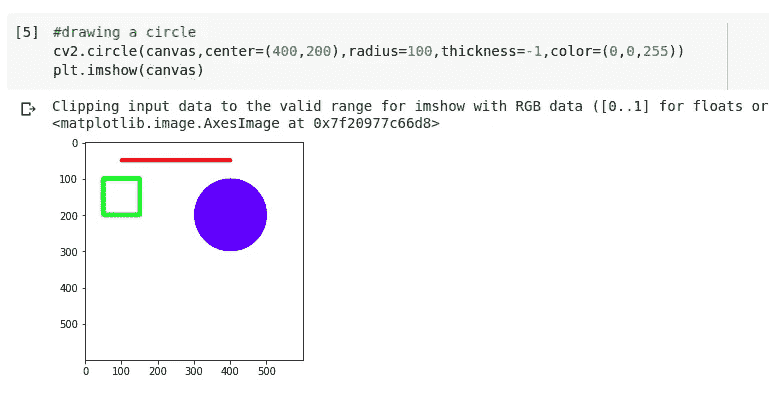 [5] #drawing a circle
cv2.circle(canvas,center=(400,200),radius=100,thickness=-1,color=(0,0,255))
plt.imshow(canvas)
Clipping input data to the valid range for imshow with RGB data ([0..1] for floats or
<matplotlib.image.AxesImage at 0x7f20977c66d8>
0
100
200
300
400
500
0 100 200 300 400 500